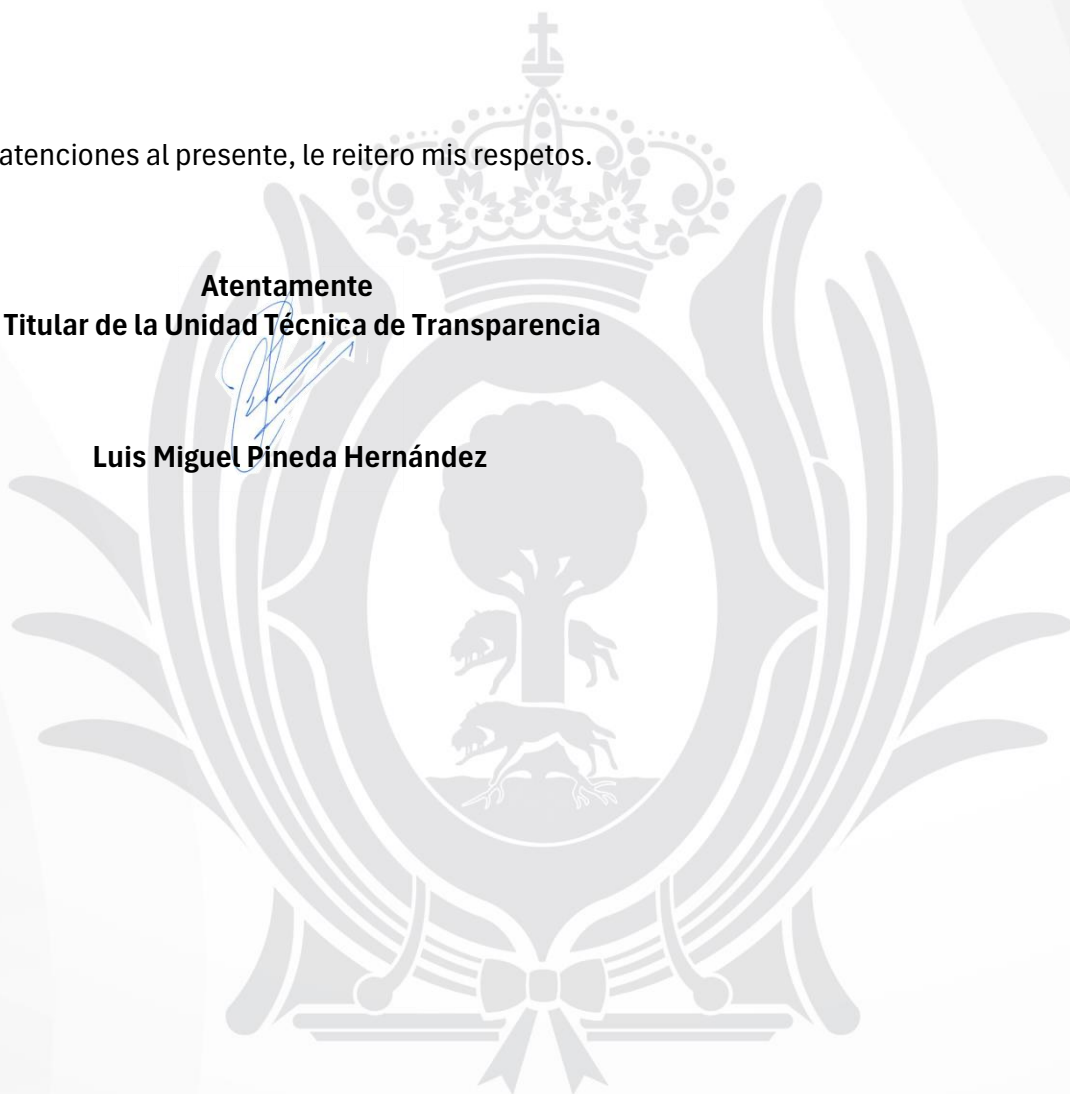 atenciones al presente, le reitero mis respetos.
Atentamente
Titular de la Unidad Técnica de Transparencia
Luis Miguel Pineda Hernández